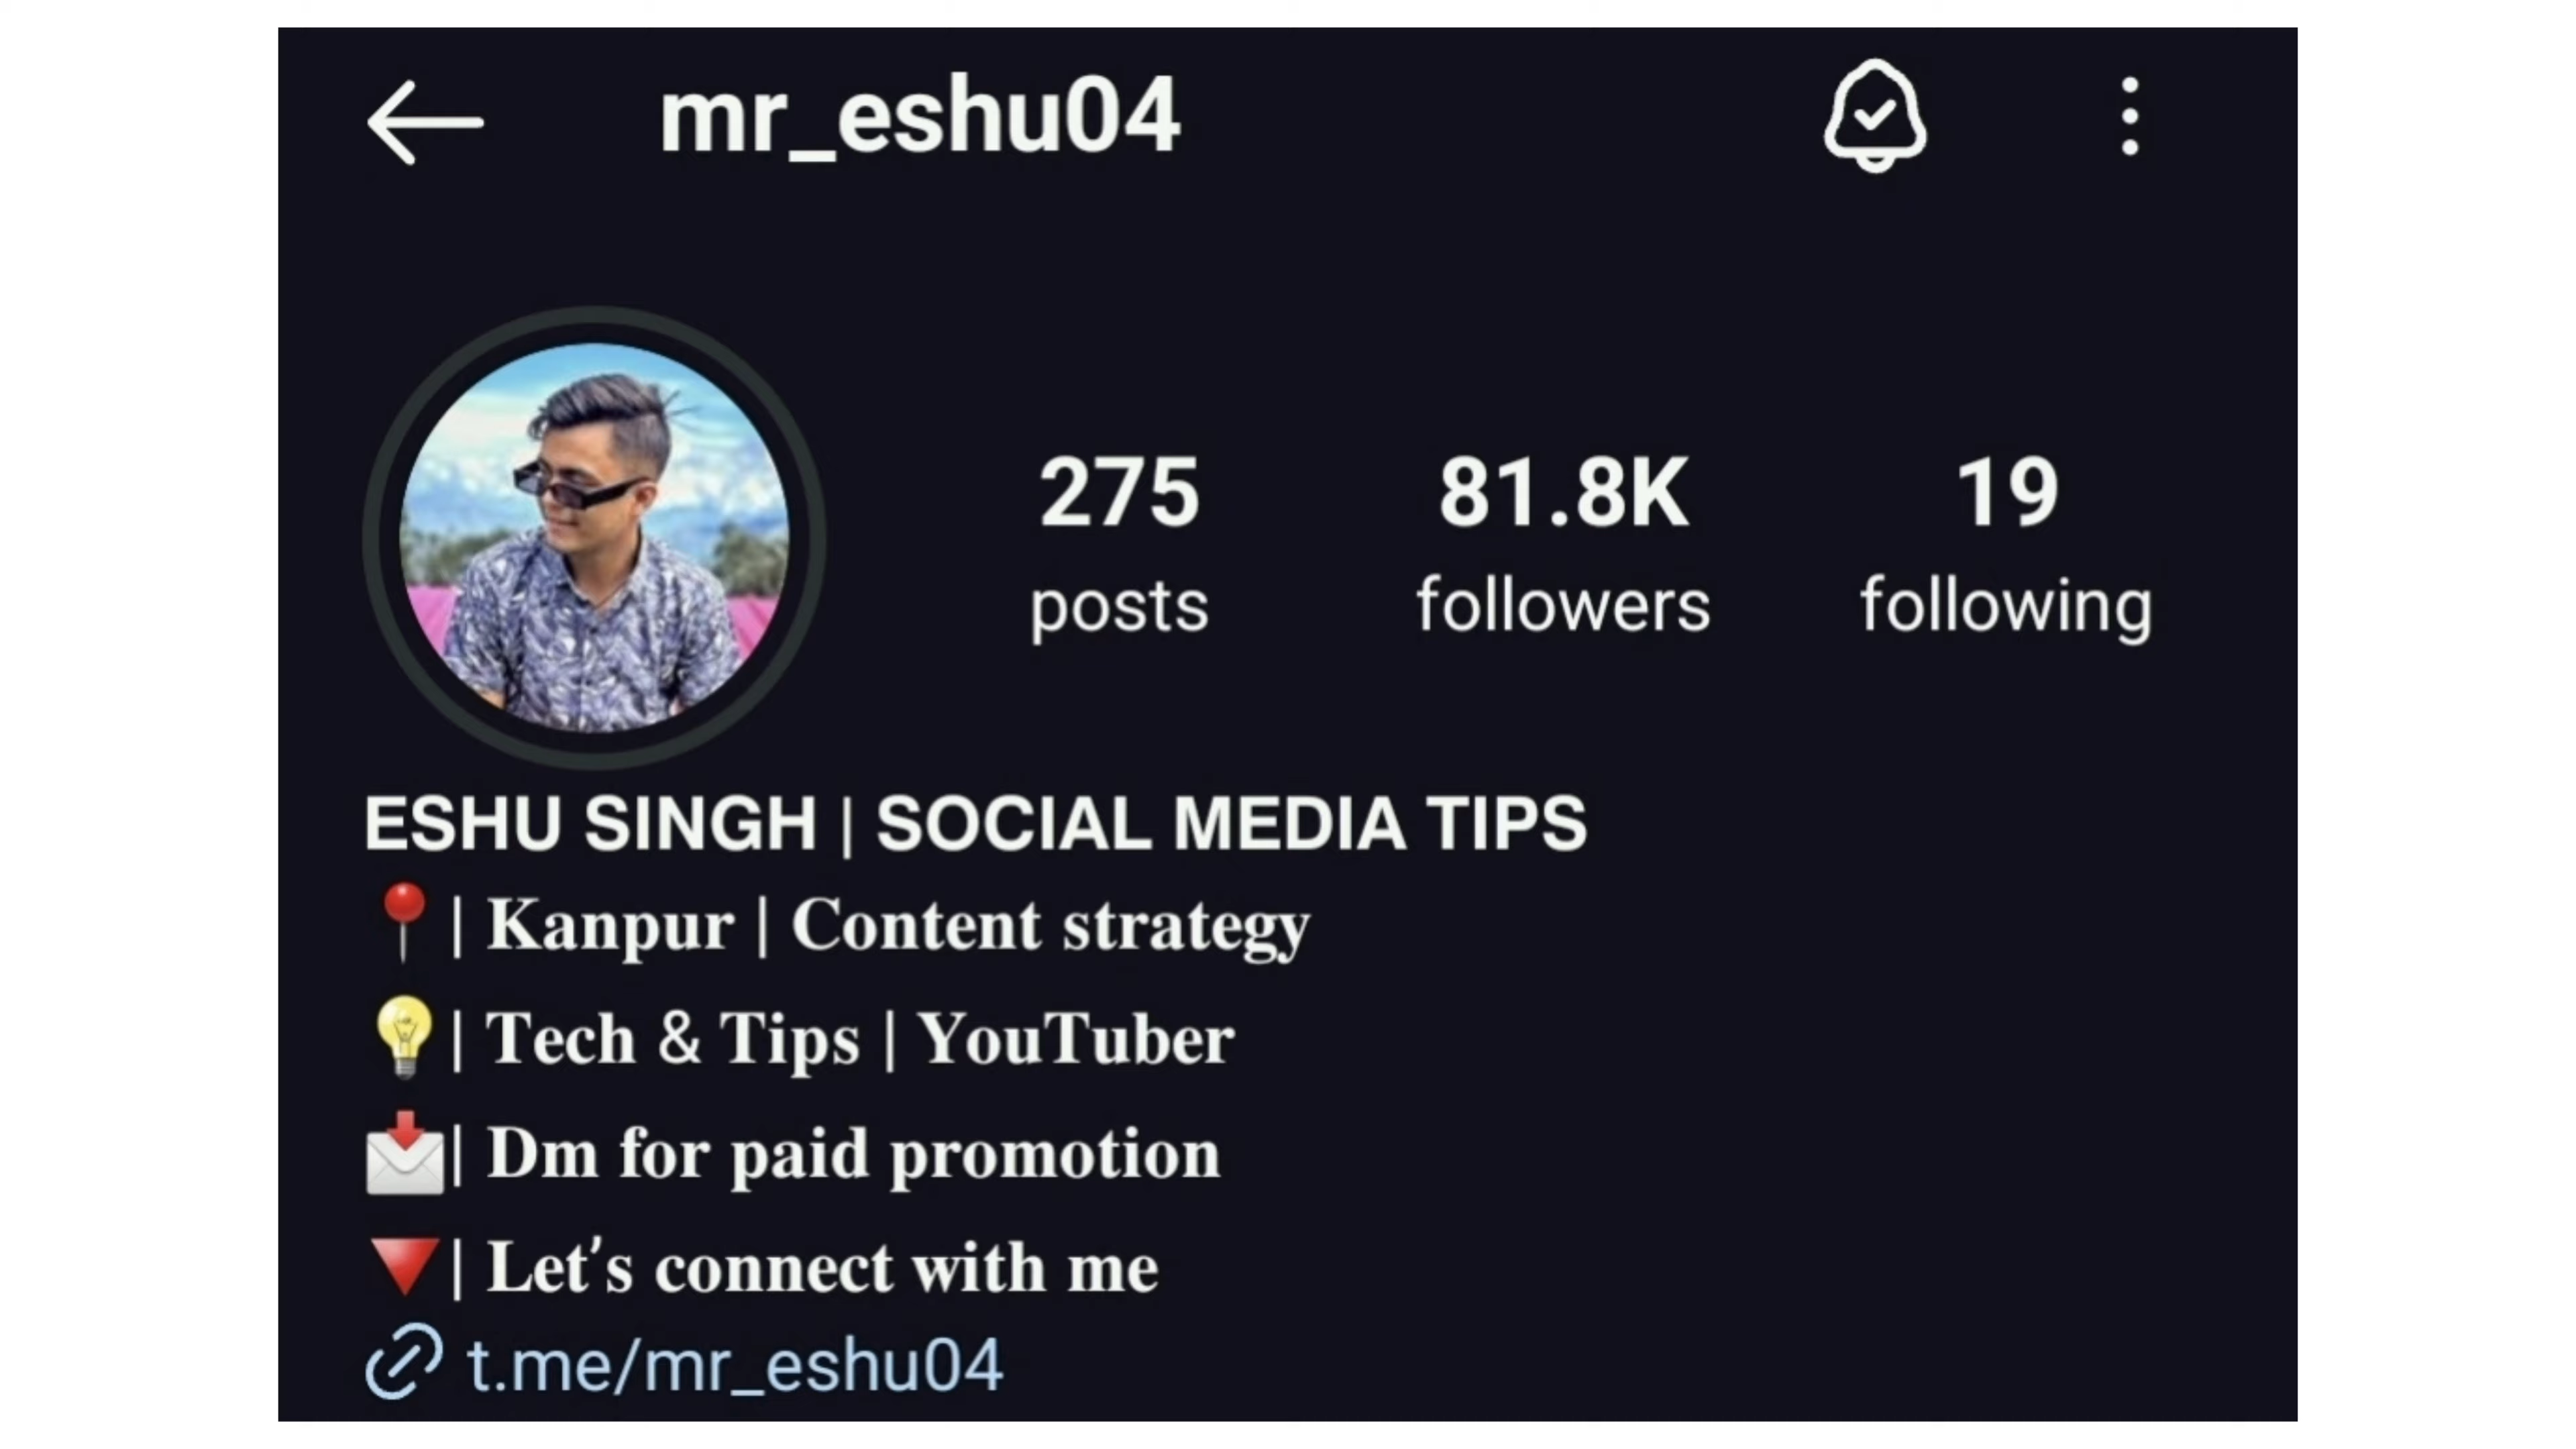 mr_eshu04
275 81.8K 19
posts followers following
ESHU SINGH | SOCIAL MEDIA TIPS
📍| Kanpur | Content strategy
💡| Tech & Tips | YouTuber
📩| Dm for paid promotion
🔻| Let's connect with me
t.me/mr_eshu04